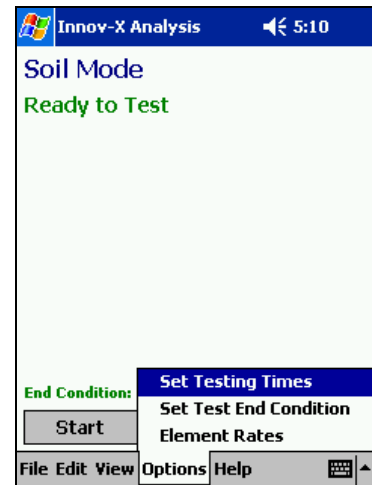 Innov-X Analysis 5:10
Soil Mode
Ready to Test
End Condition:
Set Testing Times
Set Test End Condition
Element Rates
Start
File Edit View Options Help